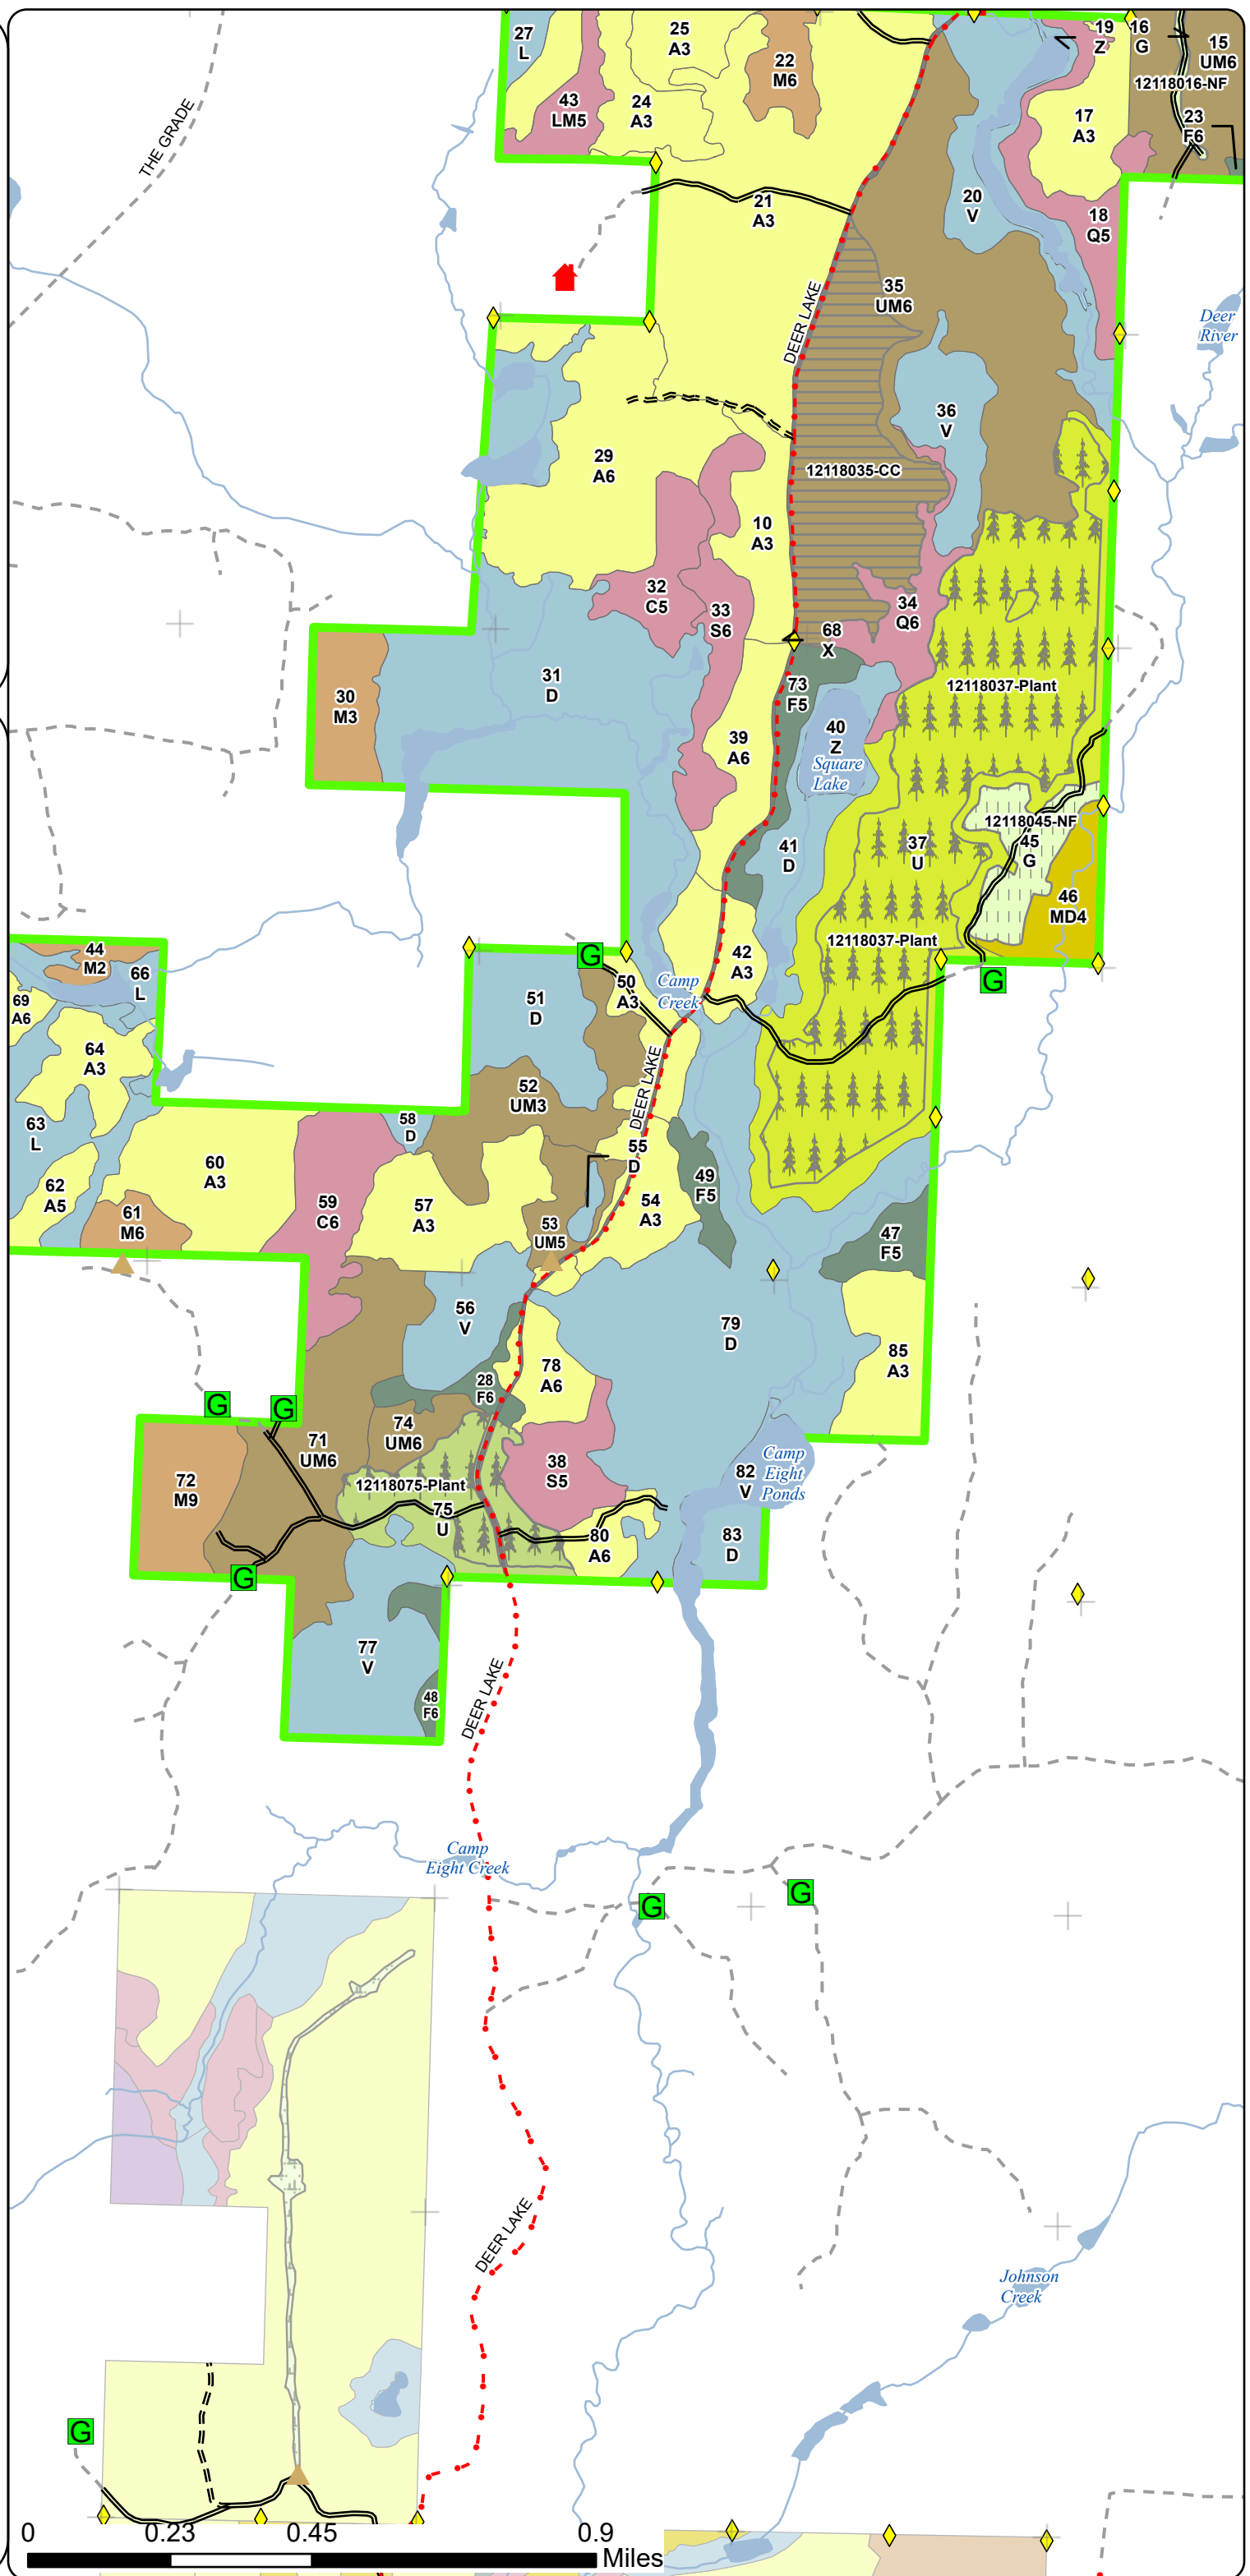 27
L
25
A3
22
M6
19
Z
16
G
15
UM6
12118016-NF
43
LM5
24
A3
17
A3
23
F6
THE GRADE
21
A3
20
V
18
Q5
35
UM6
DEER LAKE
Deer
River
36
V
29
A6
12118035-CC
10
A3
32
C5
33
S6
34
Q6
68
X
31
D
30
M3
73
F5
12118037-Plant
40
Z
Square
Lake
39
A6
12118045-NF
45
G
41
D
37
U
46
MD4
12118037-Plant
44
M2
66
L
G
42
A3
50
A3
Camp
Creek
G
69
A6
51
D
64
A3
DEER LAKE
52
UM3
58
D
63
L
55
D
60
A3
62
A5
49
F5
61
M6
59
C6
57
A3
54
A3
53
UM5
47
F5
56
V
79
D
85
A3
78
A6
28
F6
G
G
74
UM6
71
UM6
72
M9
38
S5
82
V
Camp
Eight
Ponds
12118075-Plant
75
U
80
A6
83
D
G
77
V
48
F6
DEER LAKE
Camp
Eight Creek
G
G
DEER LAKE
Johnson
Creek
G
0
0.23
0.45
0.9
Miles